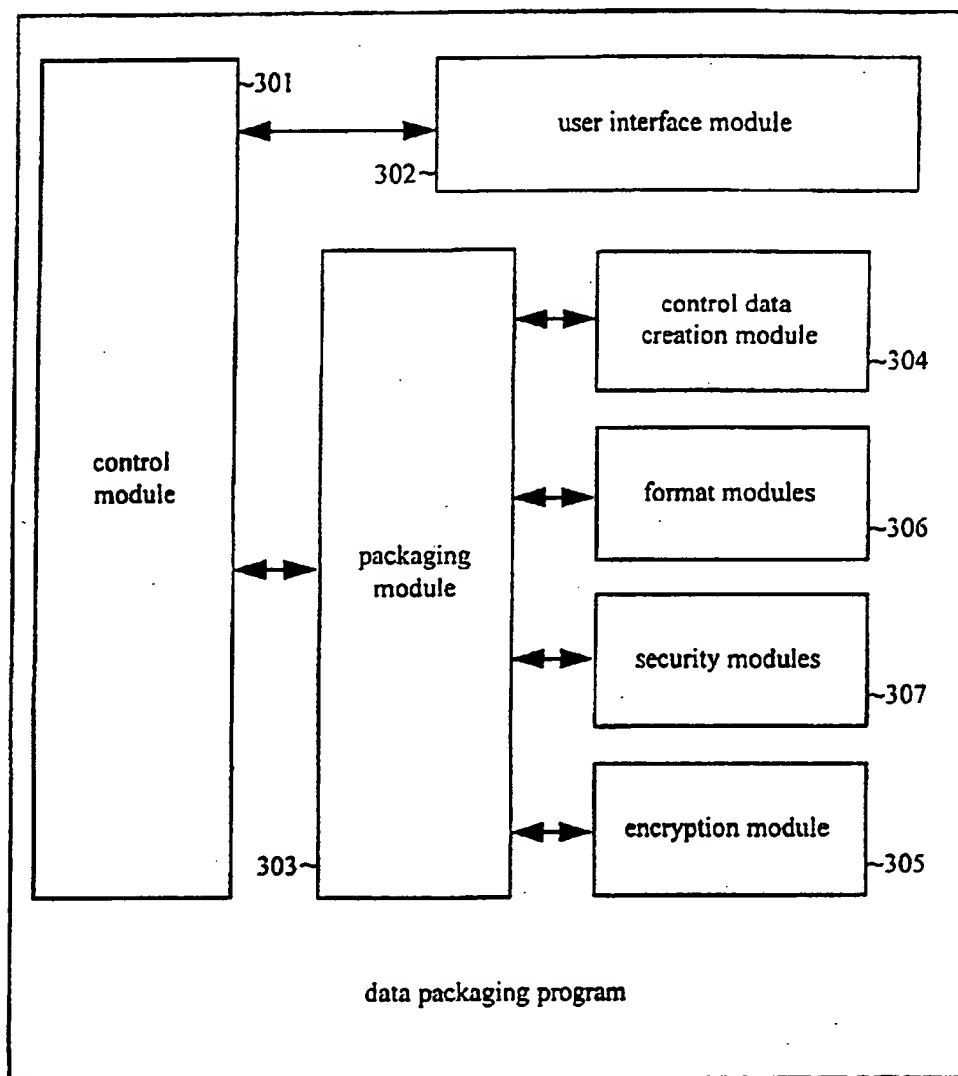 301
user interface module
302
control data
creation module
304
control
module
format modules
306
packaging
module
security modules
307
encryption module
303
305
data packaging program